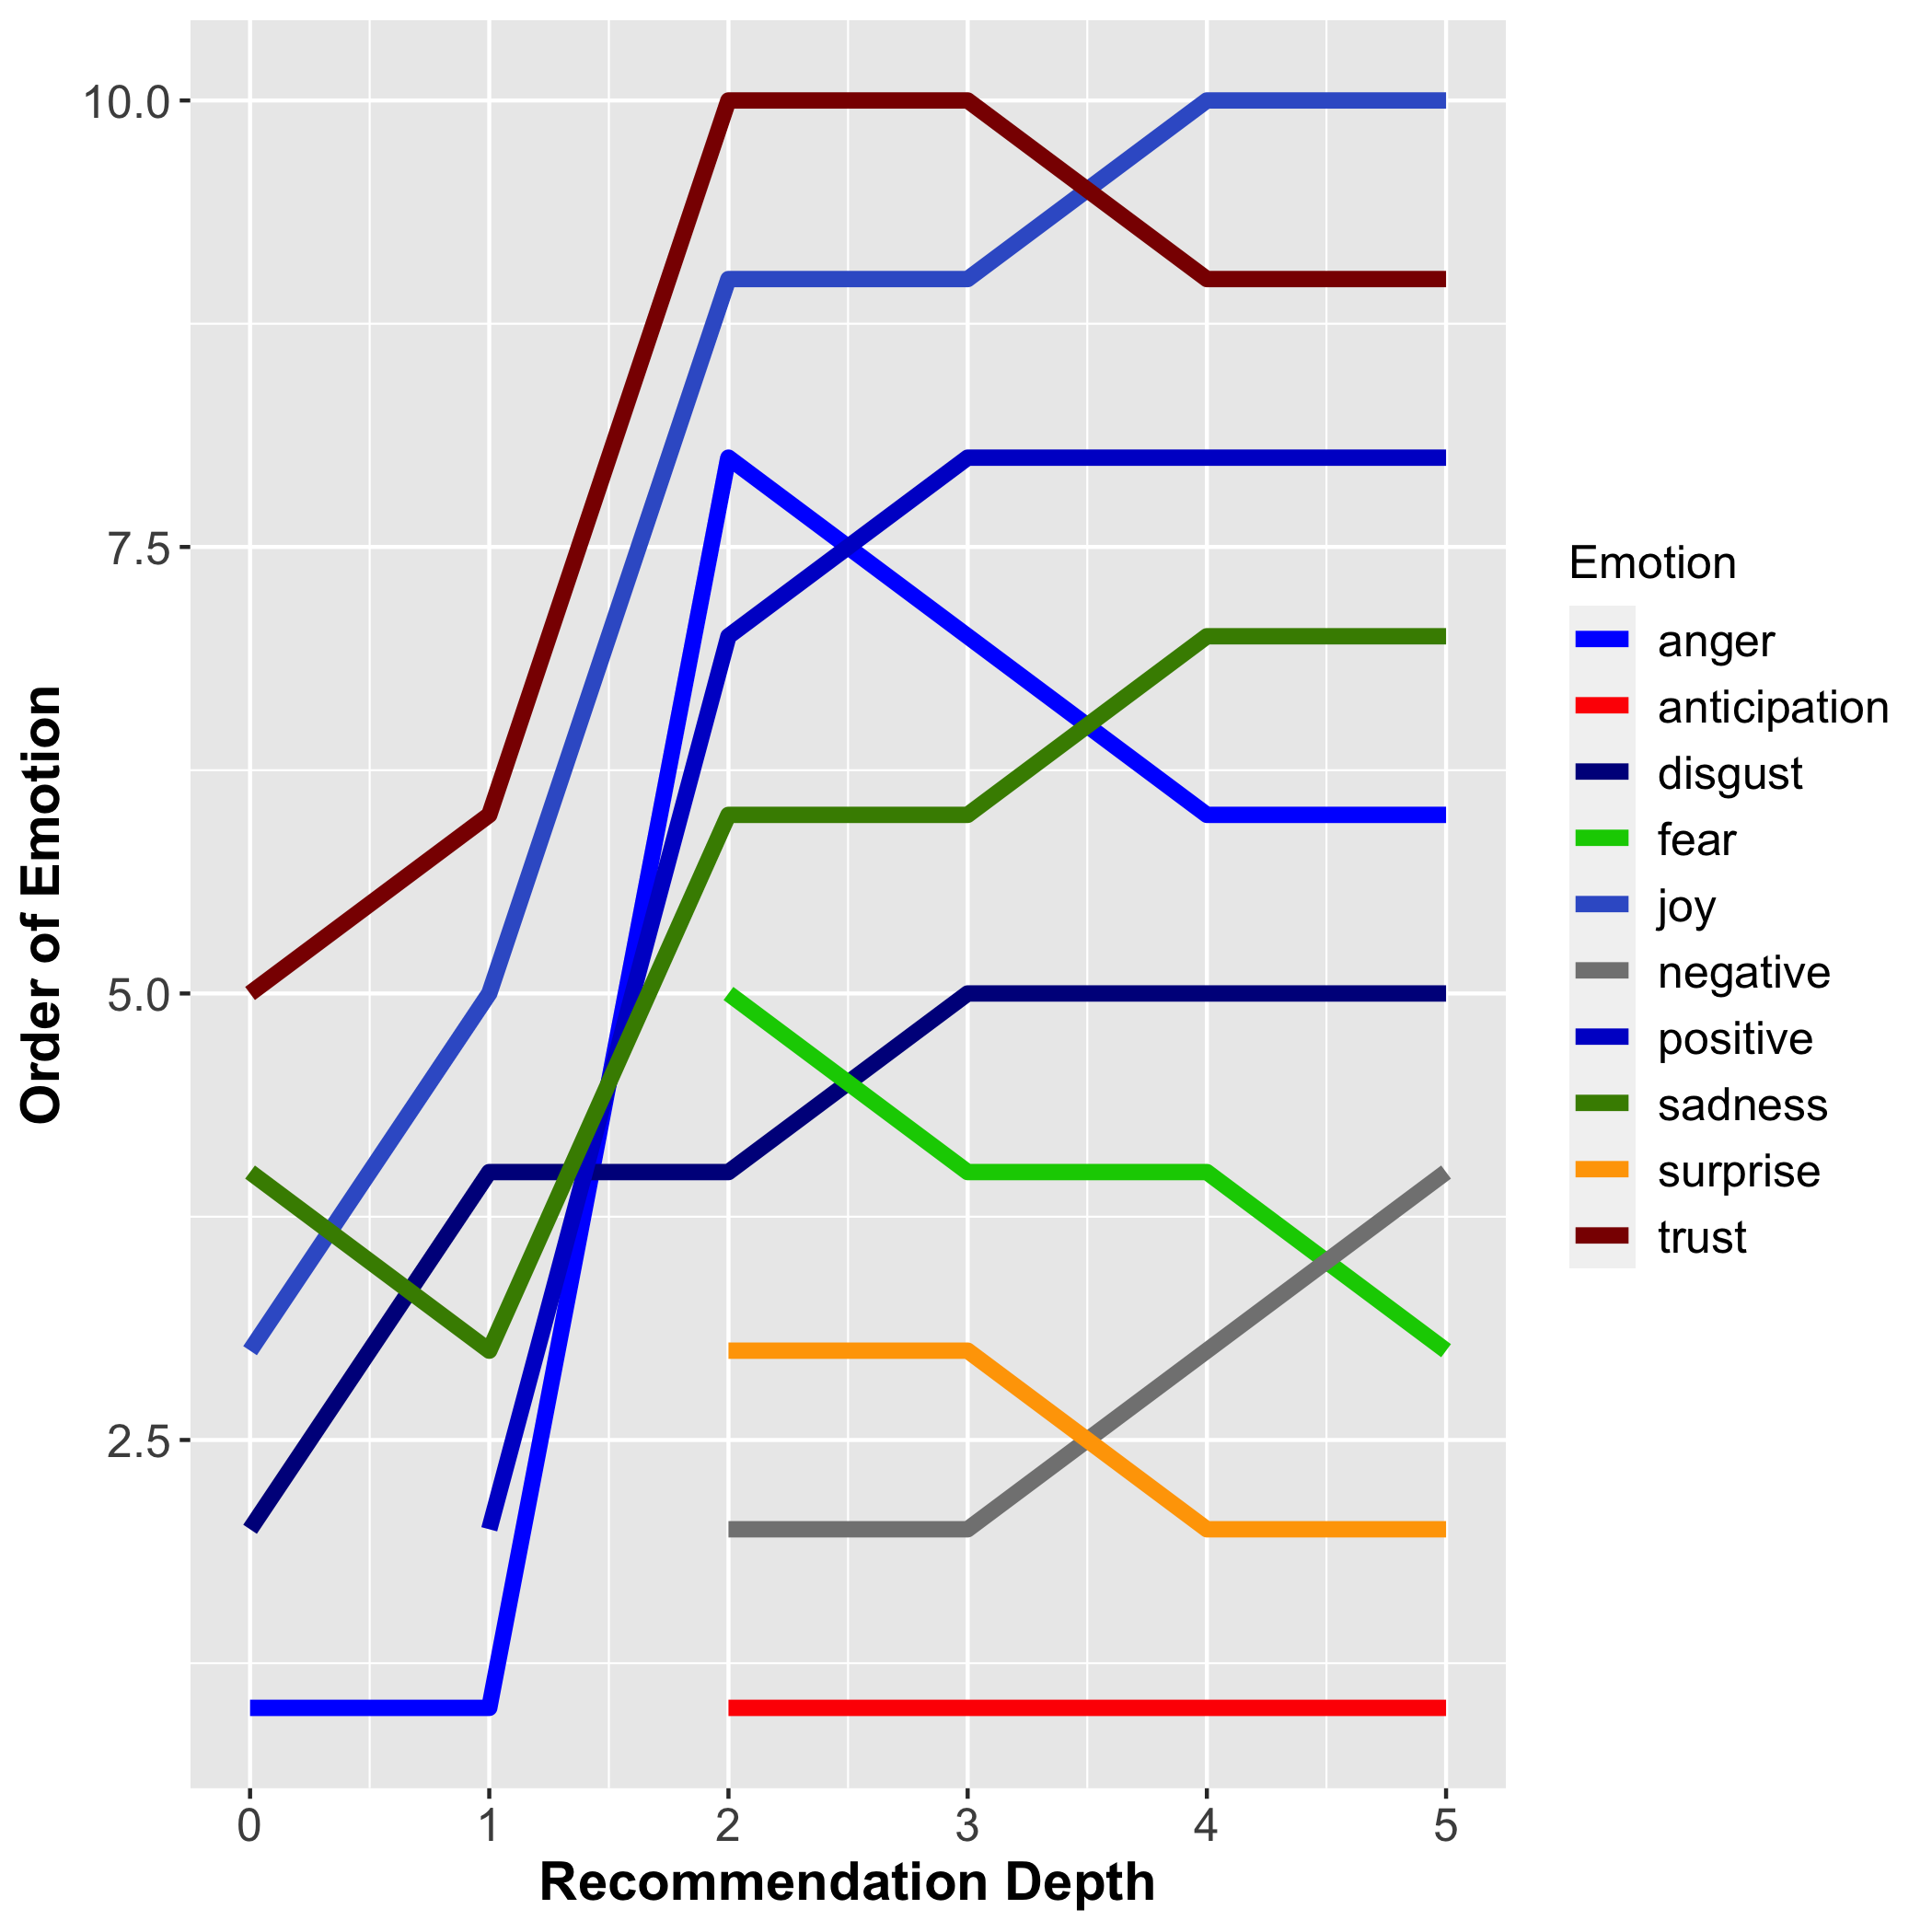 Order of Emotion
10.0
7.5
5.0
2.5
0 1 2 3 4 5
Recommendation Depth
Emotion
anger
anticipation
disgust
fear
joy
negative
positive
sadness
surprise
trust